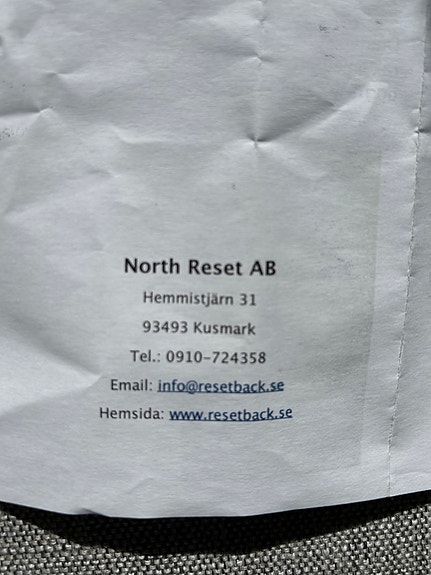 North Reset AB
Hemmistjärn 31
93493 Kusmark
Tel.: 0910-724358
Email: info@resetback.se
Hemsida: www.resetback.se